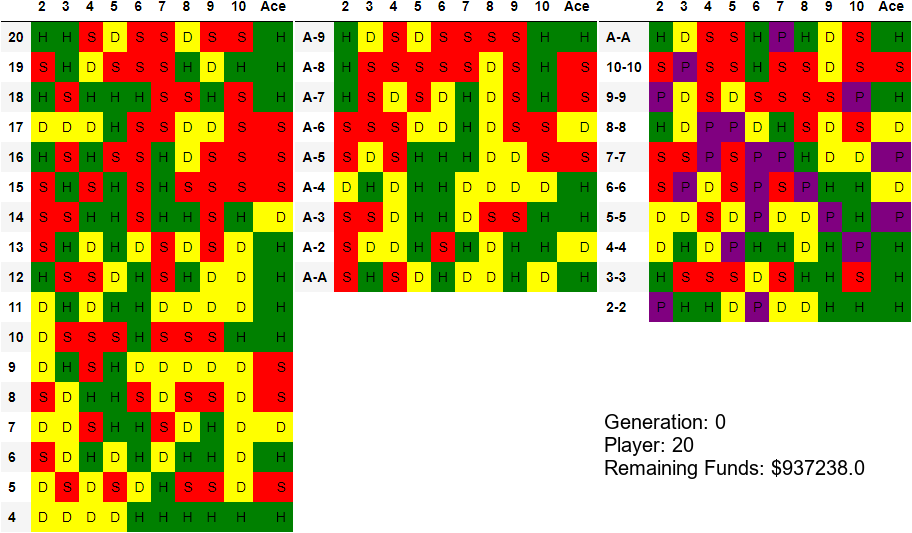 2 3 4 5 6 7 8 9 10 Ace
20 H H S D S S D S S H
19 S H D S S S H D H H
18 H S H H S S H S H
17 D D D H S S D D S S
16 H S H S S H D S S S
15 S H S H S H S S S S
14 S S H H S H H S H D
13 S H D H D S D S D H
12 H S S D H S H D D H
11 D H D H H D D D D H
10 D S S S H S S S H H
9 D H S H D D D D D S
8 S D H H S D S S D S
7 D D S H H S D H D D
6 S D H D H D H H D H
5 D S D S D H S S D S
4 D D D D H H H H H H
2 3 4 5 6 7 8 9 10 Ace
A-9 H D S D S S S S H H
A-8 H S S S S S D S H S
A-7 H S D S D H D S H S
A-6 S S S D D H D S S D
A-5 S D S H H H D D S S
A-4 D H D H H D D D D H
A-3 S S D H H D S S H H
A-2 S D D H S H D H H D
A-A S H S D H D D H D H
2 3 4 5 6 7 8 9 10 Ace
A-A H D S S H P H D S H
10-10 S P S S H S S D S S
9-9 P D S D S S S S P H
8-8 H D P P D H S D S D
7-7 S S P S P P H D D P
6-6 S P D S P S P H H D
5-5 D D S D P D D P H P
4-4 D H D P H H D H P H
3-3 H S S S D S H H S H
2-2 P H H D P D D H H H
Generation: 0
Player: 20
Remaining Funds: $937238.0